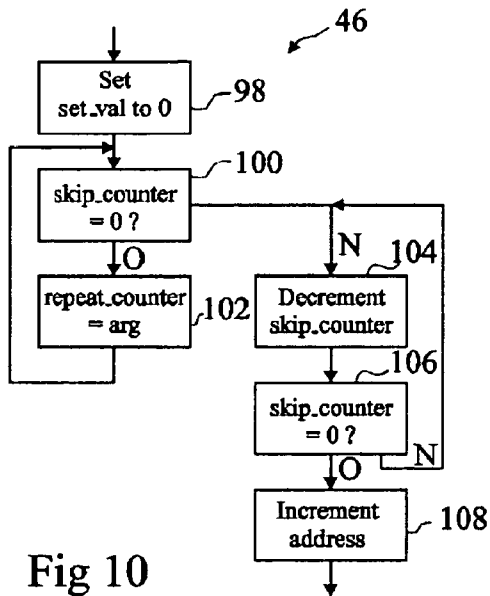 46
Set
set_val to 0
98
100
skip_counter
= 0 ?
O
N
repeat_counter
= arg
102
104
Decrement
skip_counter
106
skip_counter
= 0 ?
O
N
Increment
address
108
Fig 10